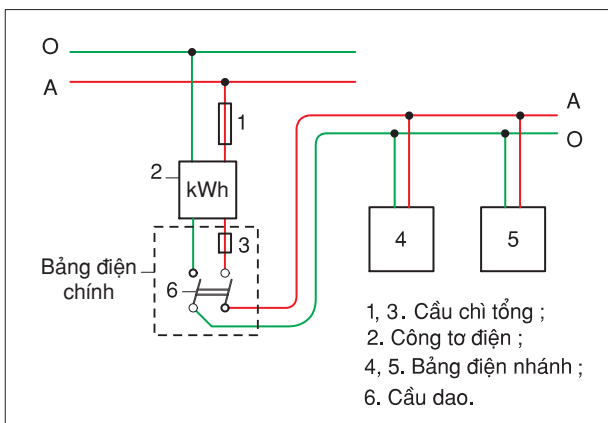 O
A
1
A
O
2
kWh
3
4
5
Bảng điện
chính
6
1, 3. Cầu chì tổng ;
2. Công tơ điện ;
4, 5. Bảng điện nhánh ;
6. Cầu dao.